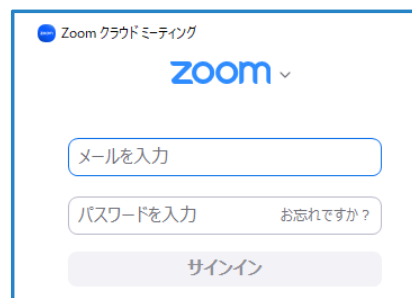 zoom Zoom クラウド ミーティング
zoom
メールを入力
パスワードを入力 お忘れですか？
サインイン